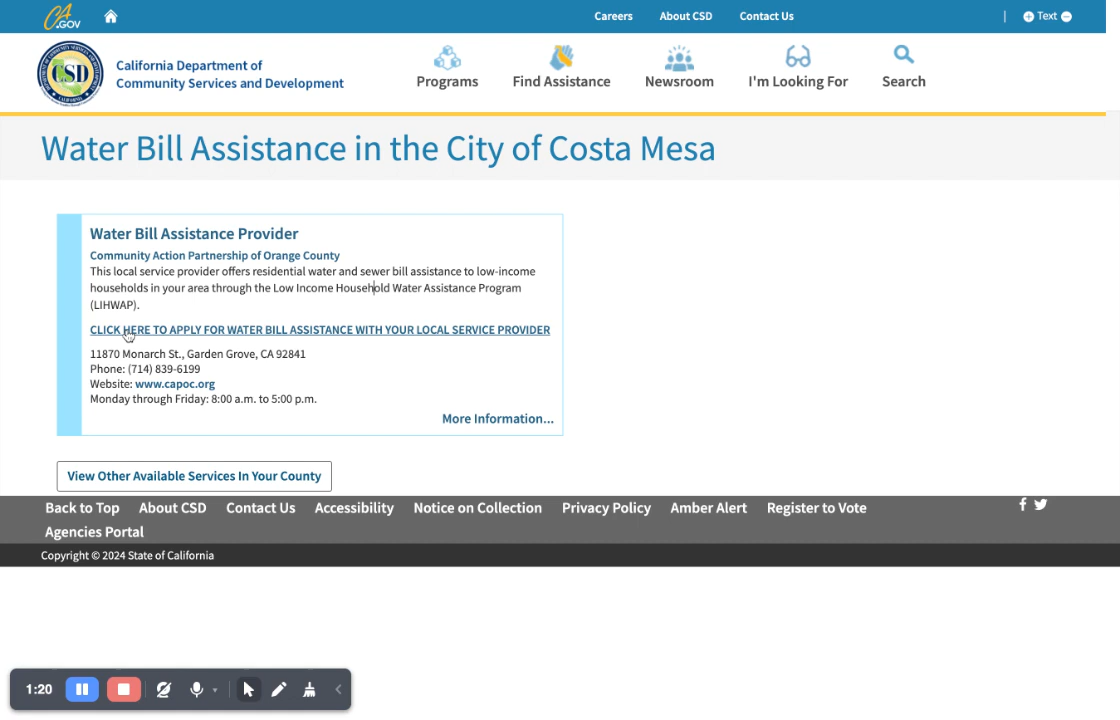 CA
.GOV
Careers
About CSD
Contact Us
Text
CSD
California Department of
Community Services and Development
Programs
Find Assistance
Newsroom
I'm Looking For
Search
Water Bill Assistance in the City of Costa Mesa
Water Bill Assistance Provider
Community Action Partnership of Orange County
This local service provider offers residential water and sewer bill assistance to low-income
households in your area through the Low Income Household Water Assistance Program
(LIHWAP).
CLICK HERE TO APPLY FOR WATER BILL ASSISTANCE WITH YOUR LOCAL SERVICE PROVIDER
11870 Monarch St., Garden Grove, CA 92841
Phone: (714) 839-6199
Website: www.capoc.org
Monday through Friday: 8:00 a.m. to 5:00 p.m.
More Information...
View Other Available Services In Your County
Back to Top
About CSD
Contact Us
Accessibility
Notice on Collection
Privacy Policy
Amber Alert
Register to Vote
Agencies Portal
Copyright © 2024 State of California
1:20